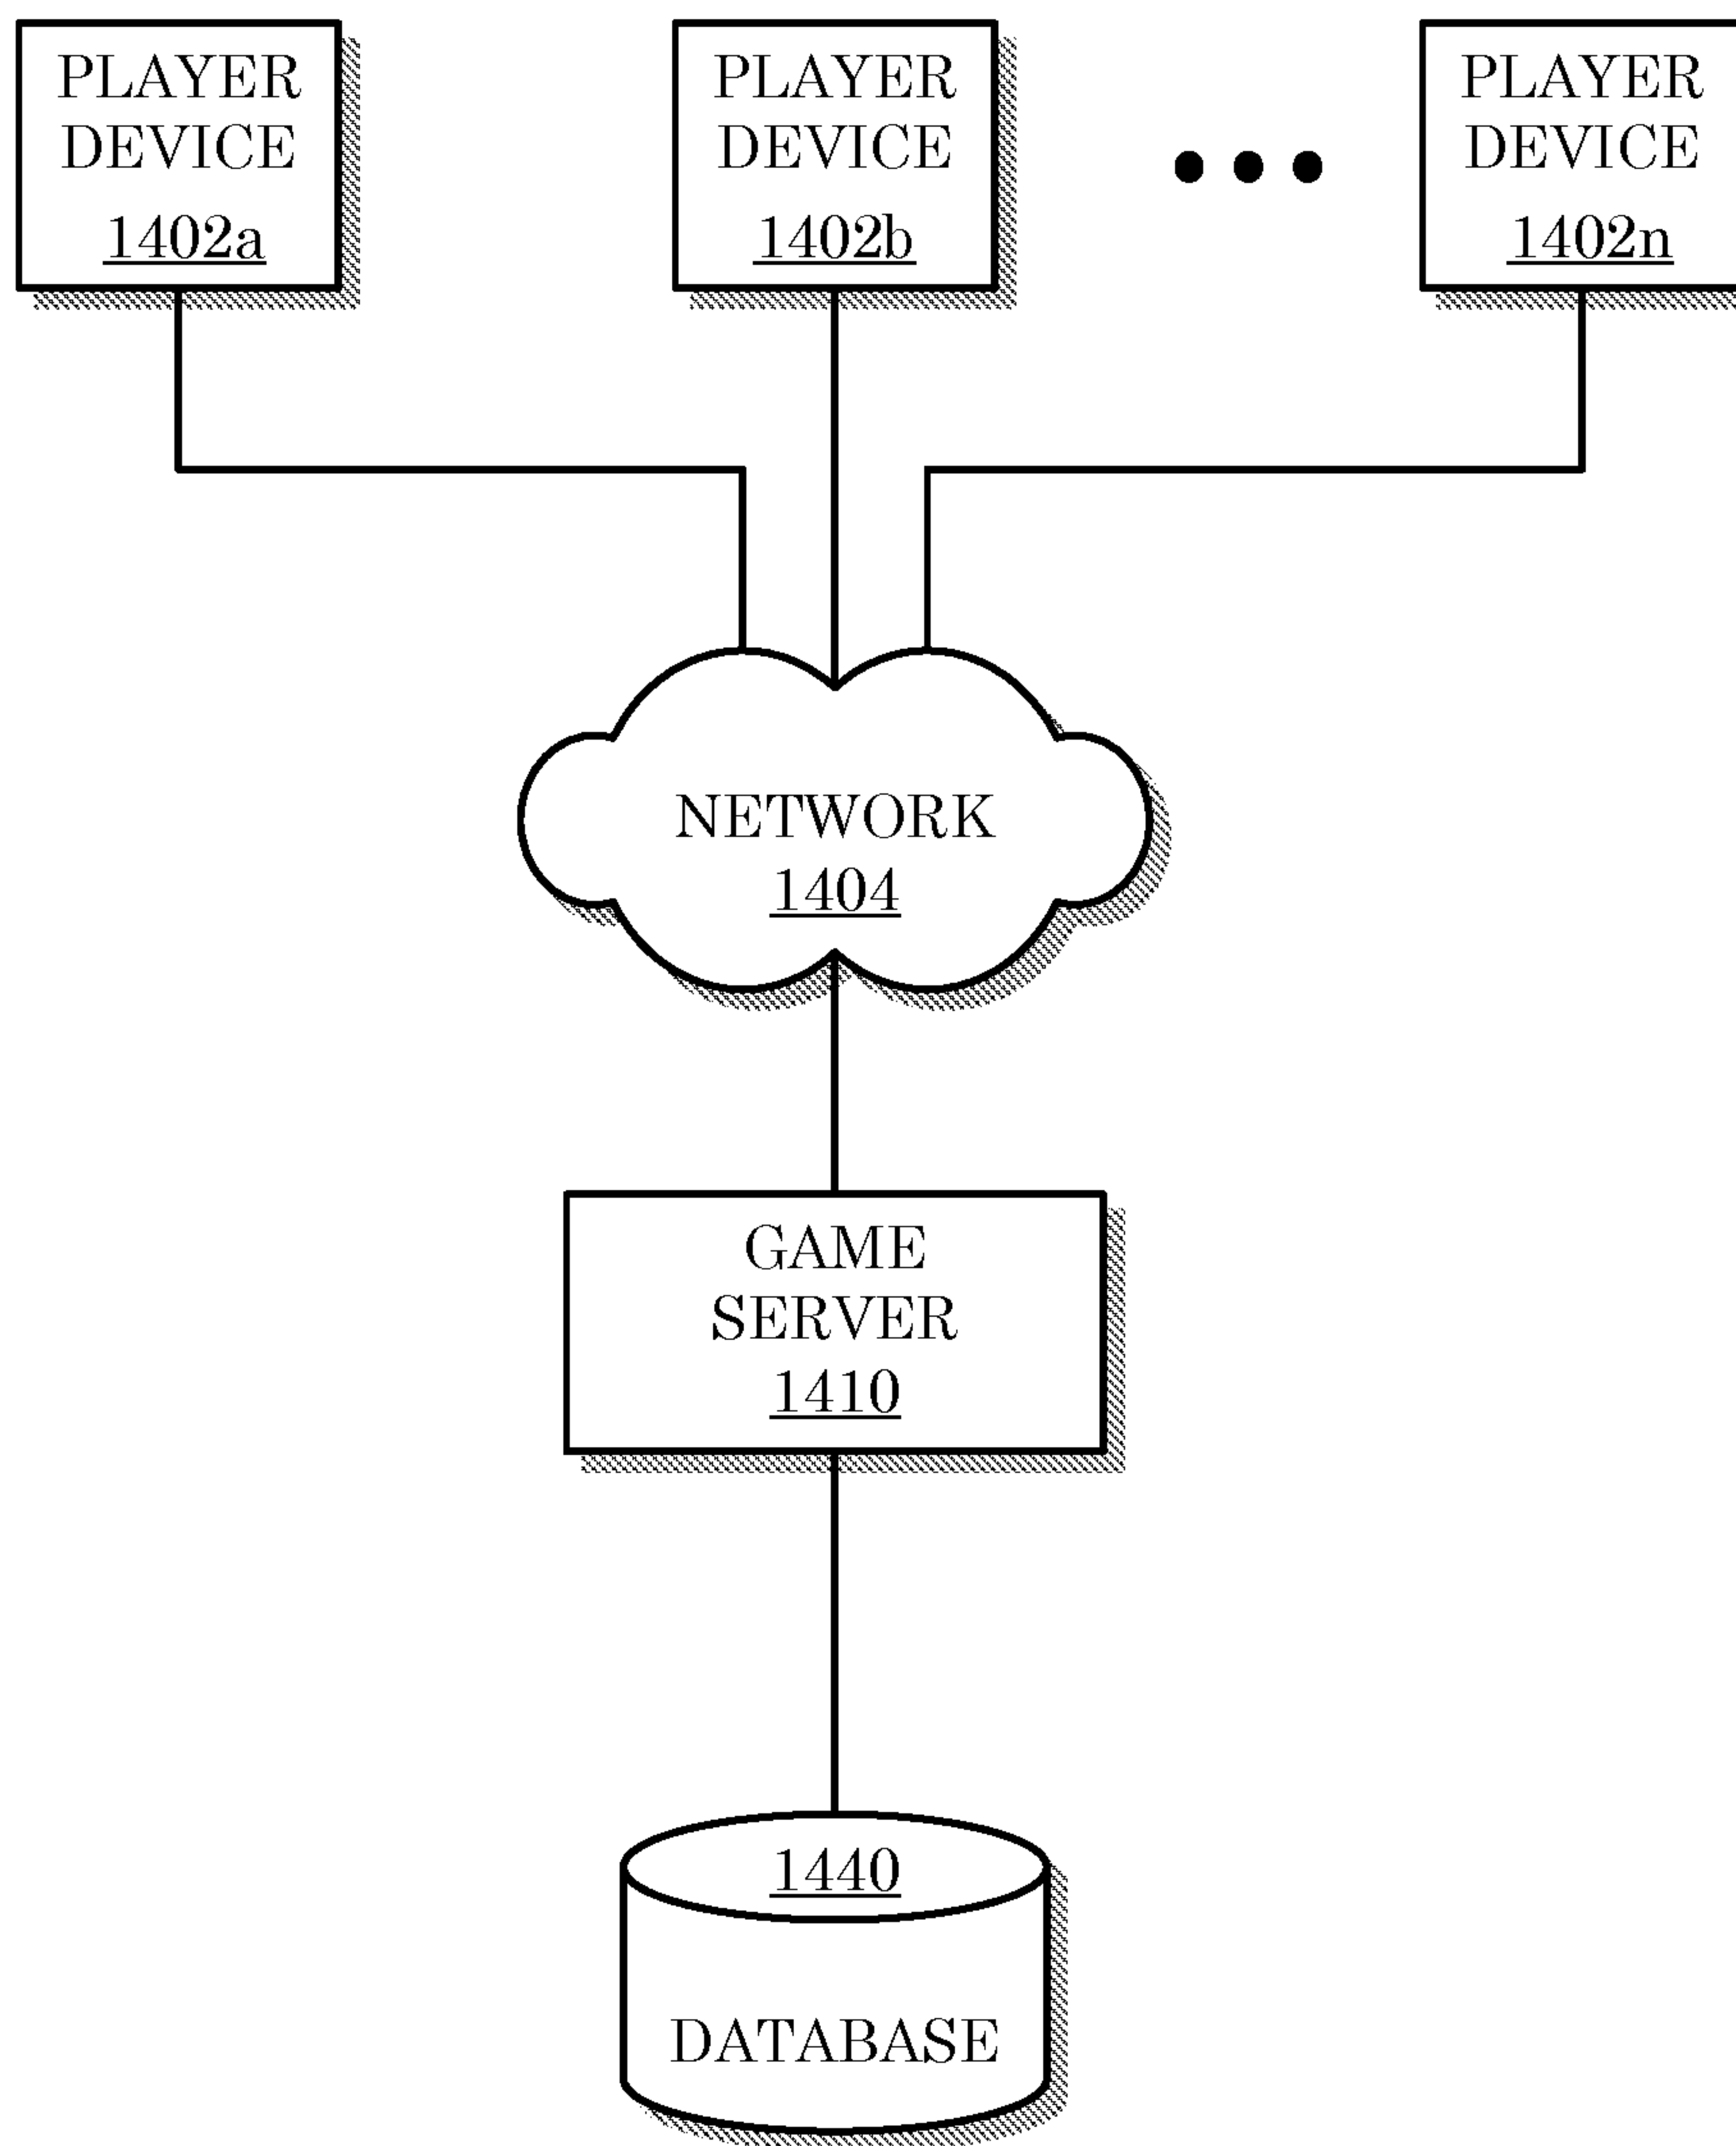 PLAYER
DEVICE
1402a
PLAYER
DEVICE
1402b
PLAYER
DEVICE
1402n
NETWORK
1404
GAME
SERVER
1410
1440
DATABASE